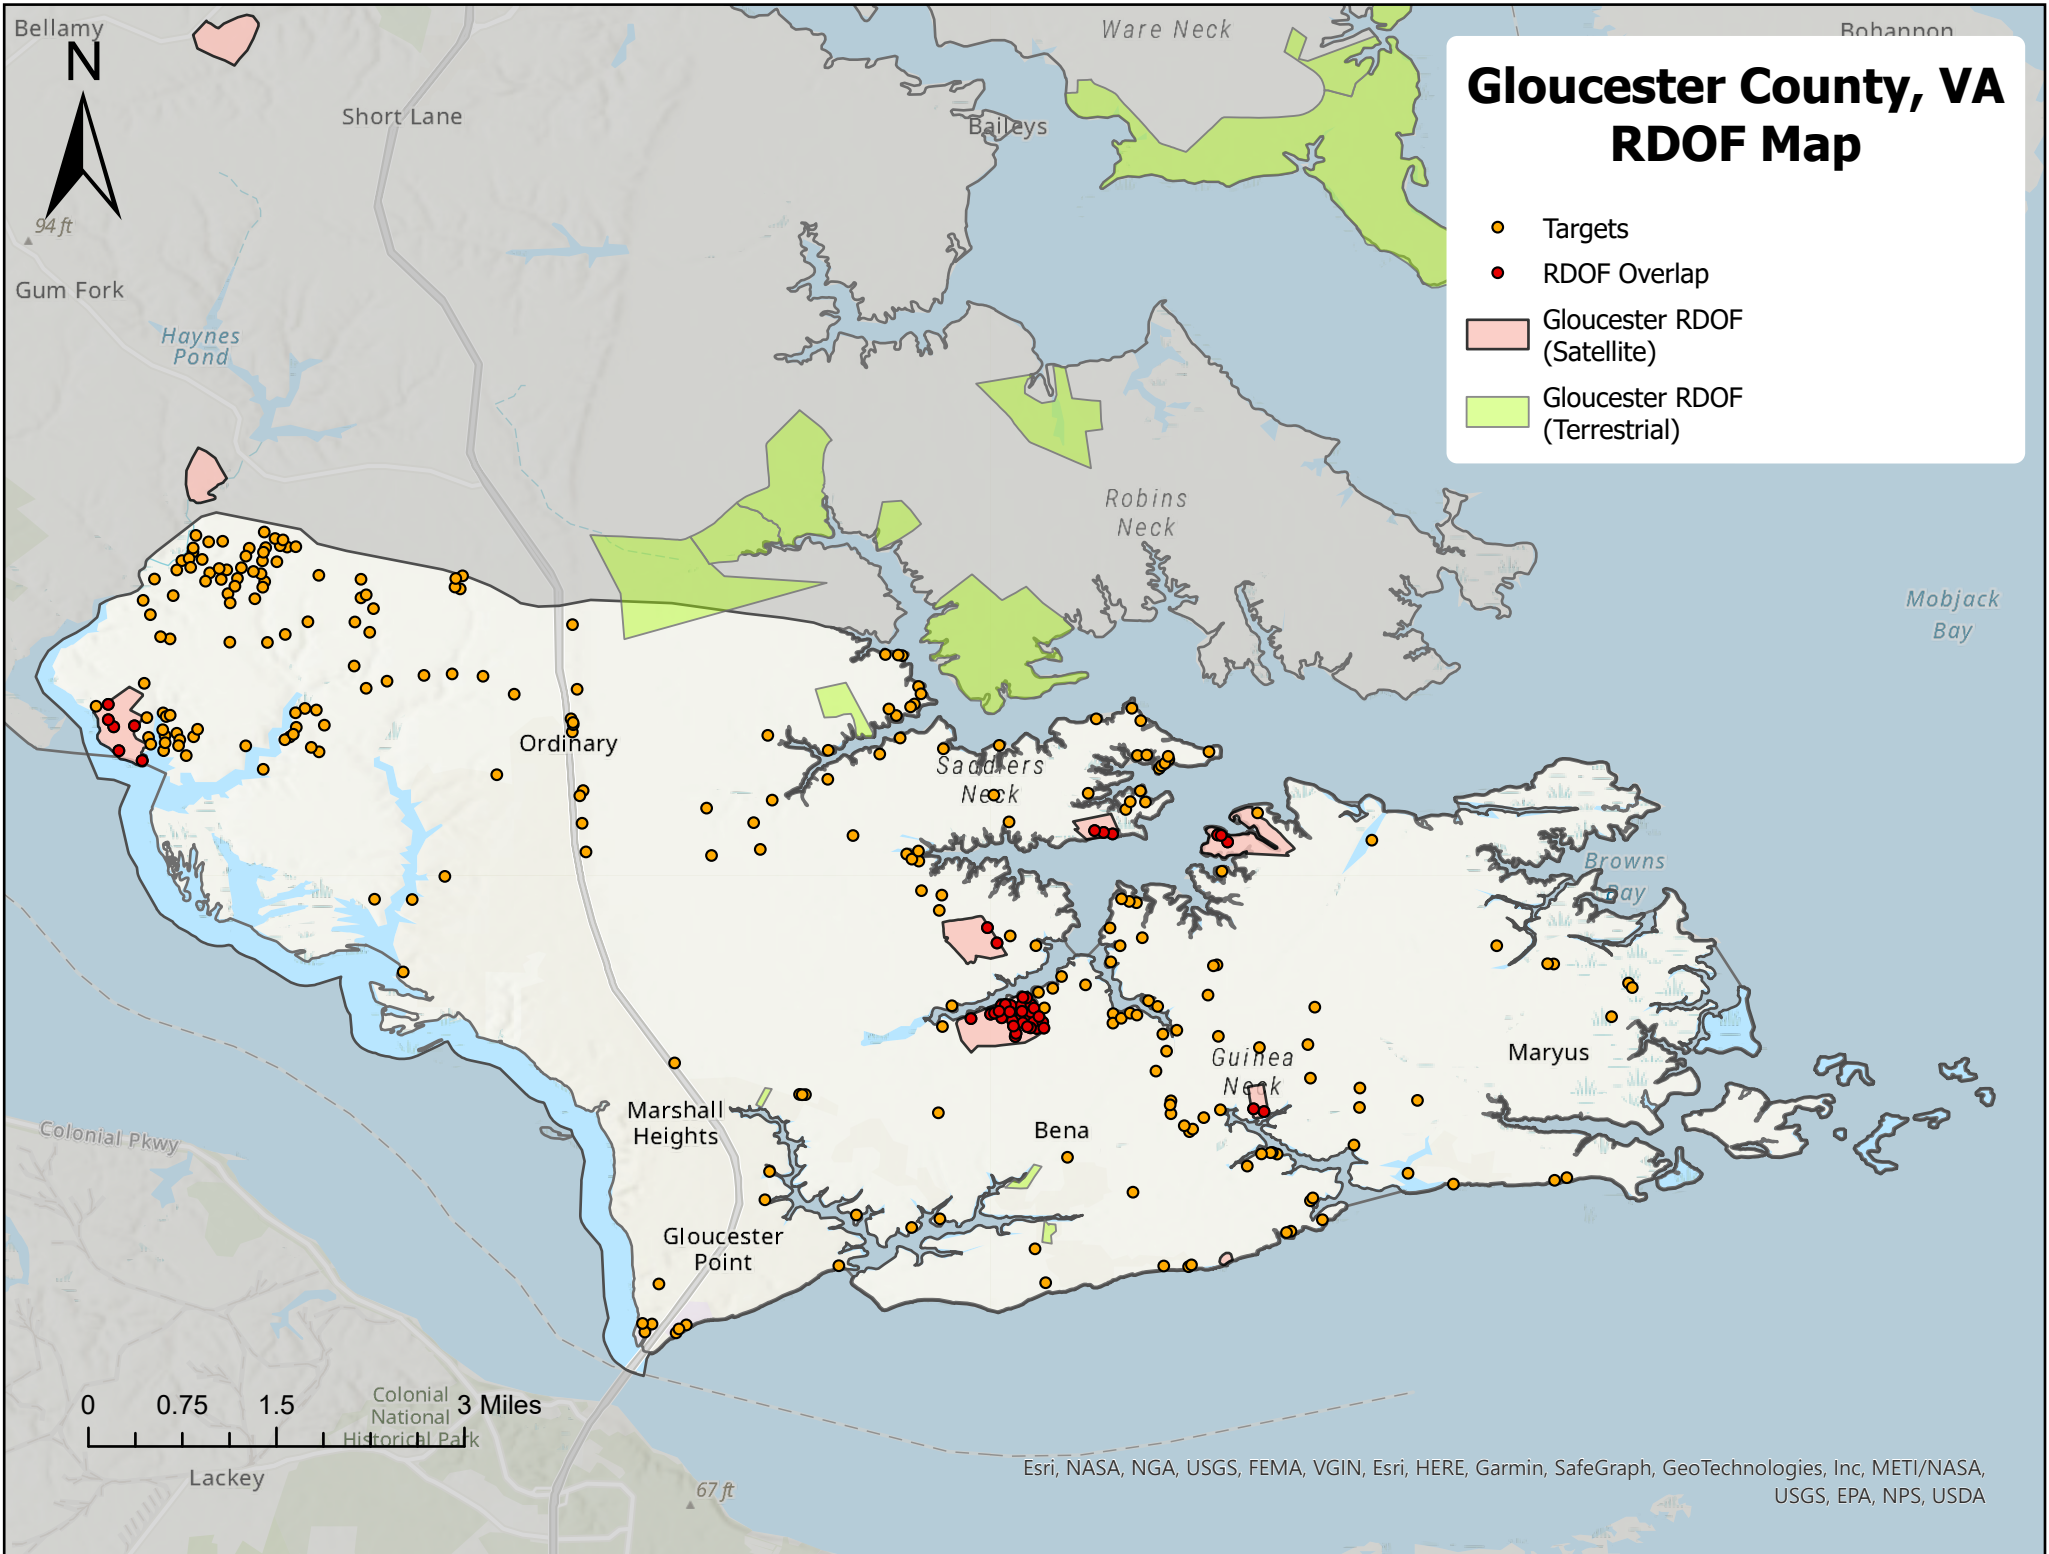 Bellamy
N
Short Lane
94 ft
Gum Fork
Haynes
Pond
Ware Neck
Baileys
Bohannon
Gloucester County, VA
RDOF Map
Targets
RDOF Overlap
Gloucester RDOF
(Satellite)
Gloucester RDOF
(Terrestrial)
Robins
Neck
Mobjack
Bay
Ordinary
Saddlers
Neck
Browns
Bay
Maryus
Guinea
Neck
Marshall
Heights
Bena
Colonial Pkwy
Gloucester
Point
0 0.75 1.5 3 Miles
Colonial
National
Historical Park
Lackey
67 ft
Esri, NASA, NGA, USGS, FEMA, VGIN, Esri, HERE, Garmin, SafeGraph, GeoTechnologies, Inc, METI/NASA,
USGS, EPA, NPS, USDA